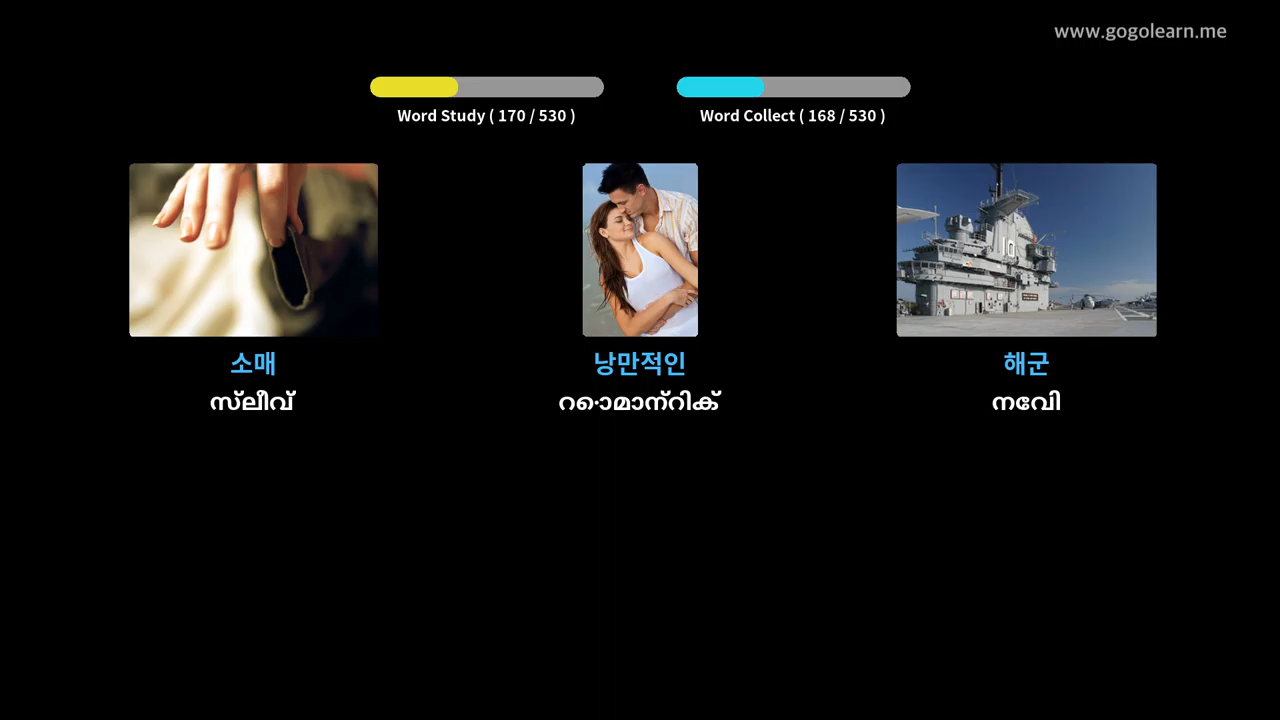 www.gogolearn.me
Word Study ( 170 / 530 )
Word Collect ( 168 / 530 )
소매
낭만적인
해군
സ്ലീവ്
റൊമാന്റിക്
നേവി
10